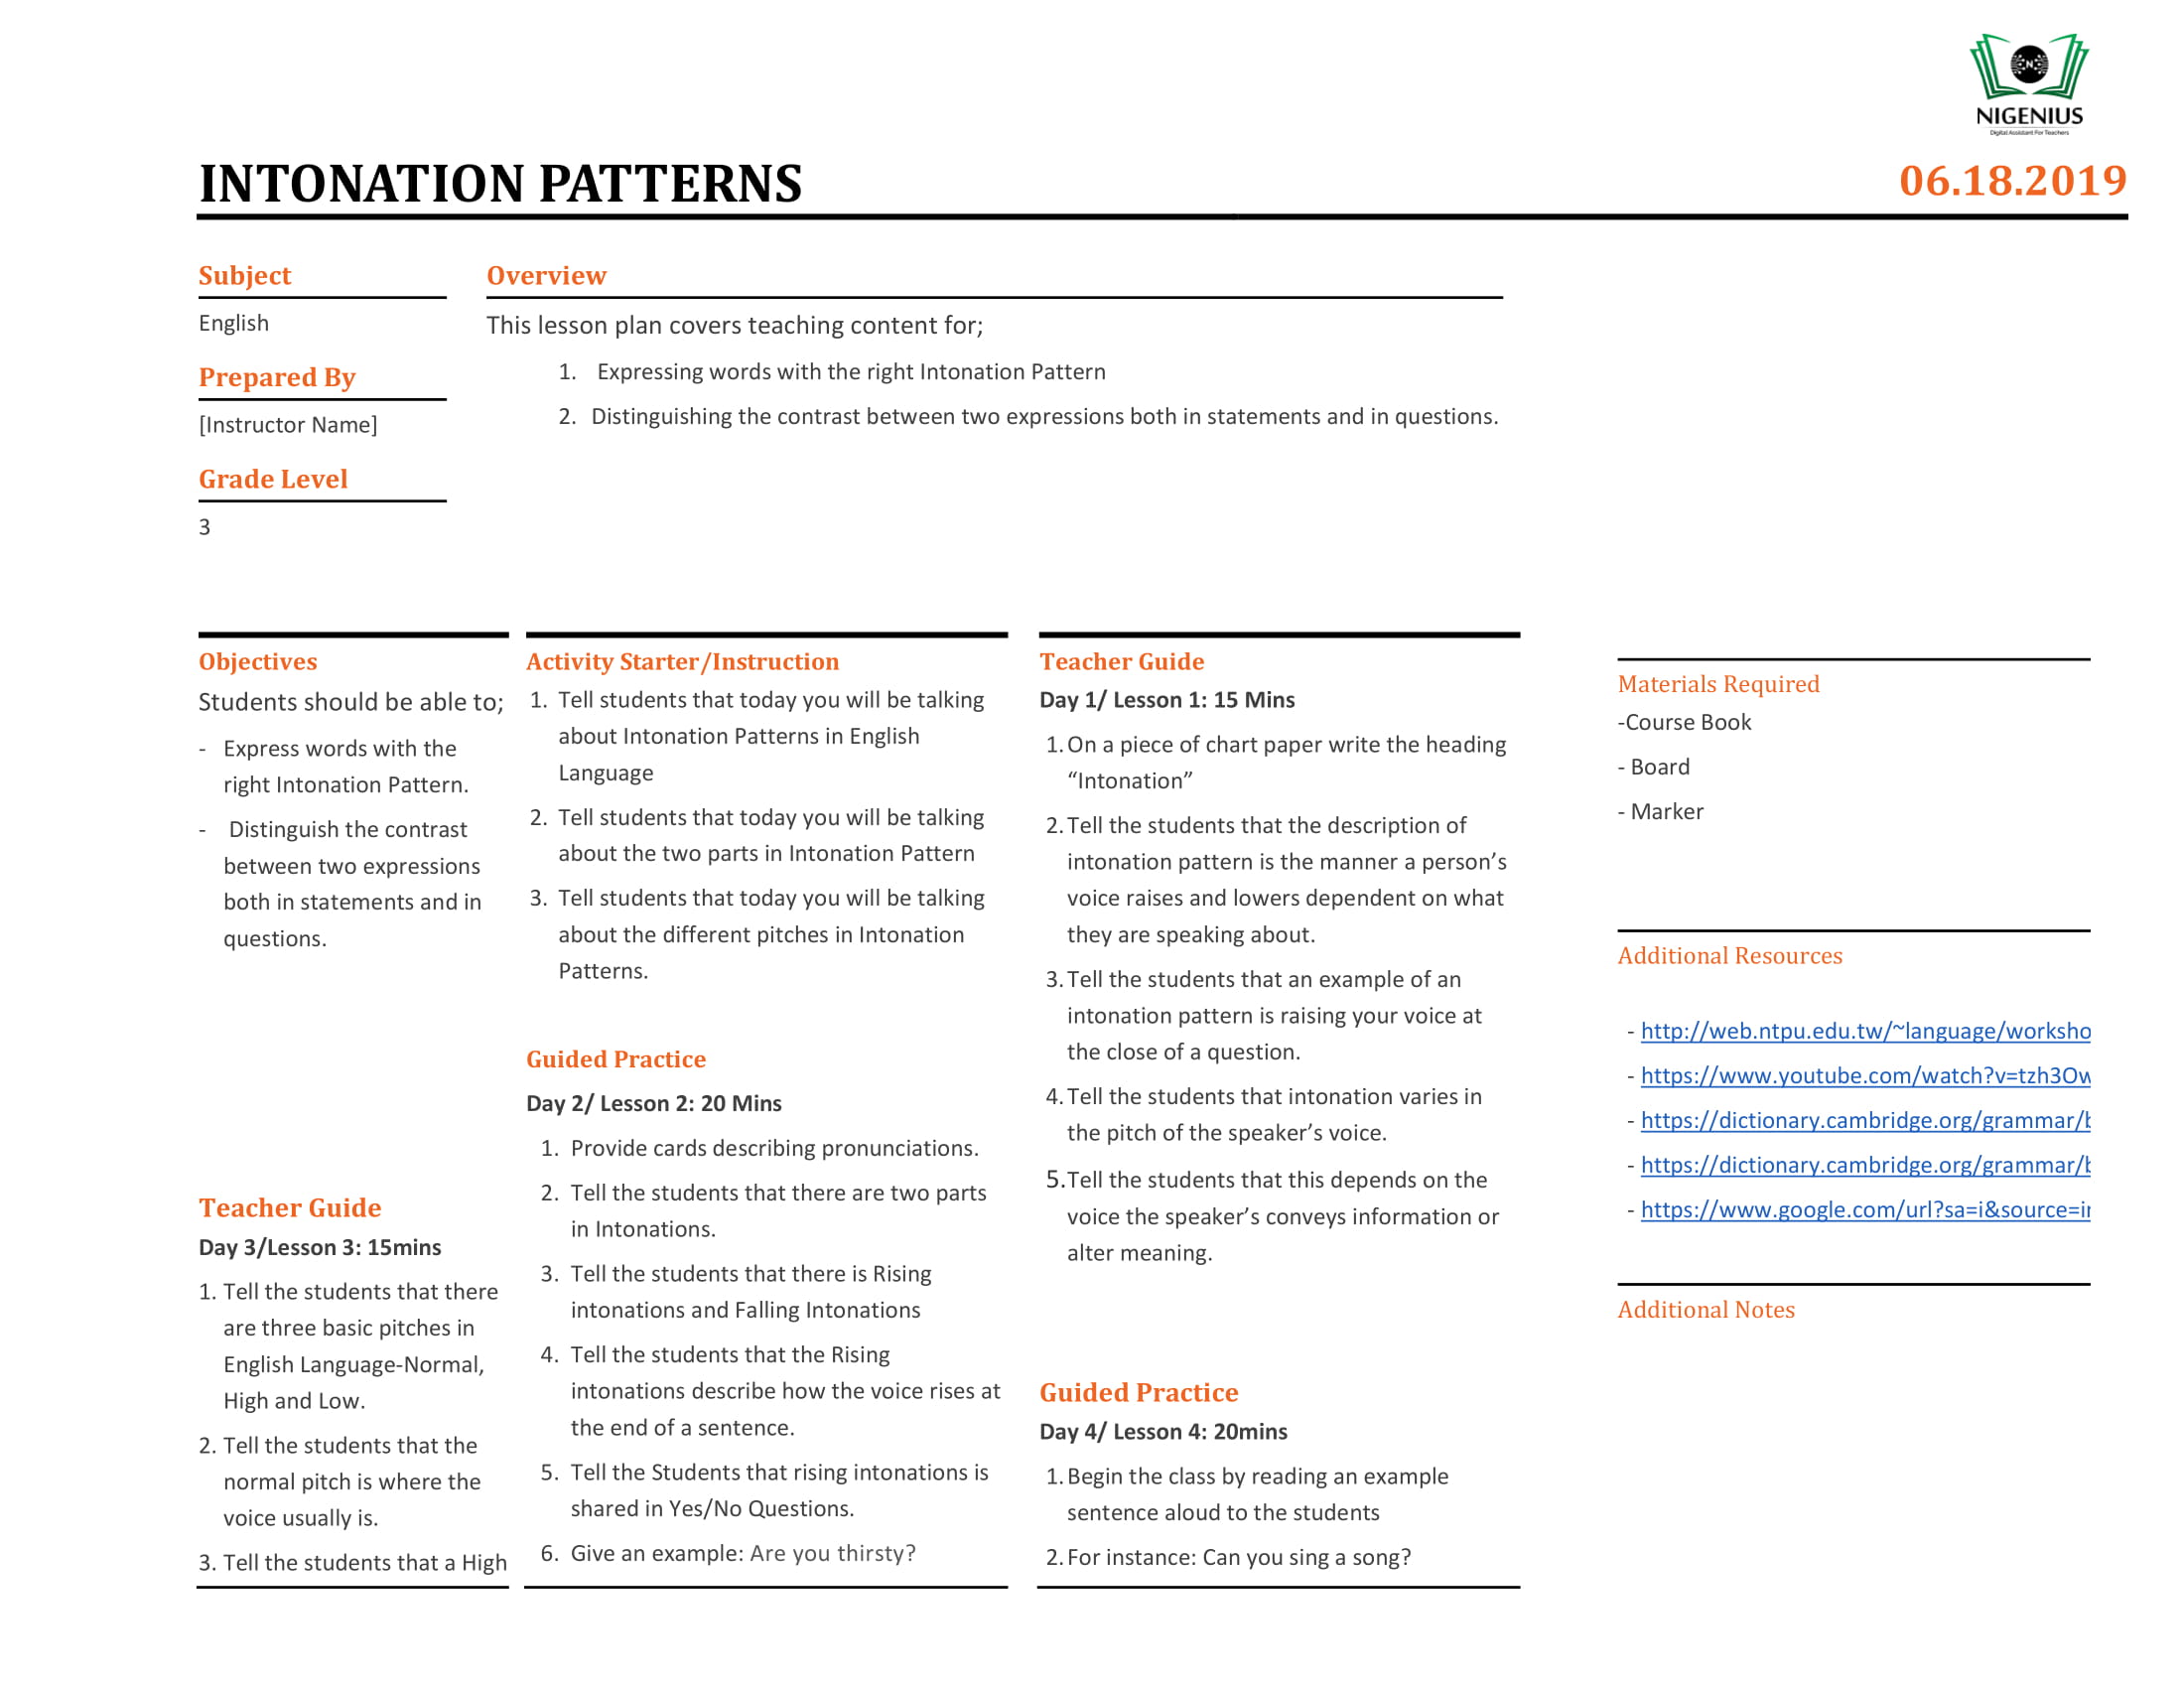 NIGENIUS
Digital Assistant For Teachers
INTONATION PATTERNS
06.18.2019
Subject
English
Prepared By
[Instructor Name]
Grade Level
3
Overview
This lesson plan covers teaching content for;
1. Expressing words with the right Intonation Pattern
2. Distinguishing the contrast between two expressions both in statements and in questions.
Objectives
Students should be able to;
- Express words with the
right Intonation Pattern.
- Distinguish the contrast
between two expressions
both in statements and in
questions.
Teacher Guide
Day 3/Lesson 3: 15mins
1. Tell the students that there
are three basic pitches in
English Language-Normal,
High and Low.
2. Tell the students that the
normal pitch is where the
voice usually is.
3. Tell the students that a High
Activity Starter/Instruction
1. Tell students that today you will be talking
about Intonation Patterns in English
Language
2. Tell students that today you will be talking
about the two parts in Intonation Pattern
3. Tell students that today you will be talking
about the different pitches in Intonation
Patterns.
Guided Practice
Day 2/ Lesson 2: 20 Mins
1. Provide cards describing pronunciations.
2. Tell the students that there are two parts
in Intonations.
3. Tell the students that there is Rising
intonations and Falling Intonations
4. Tell the students that the Rising
intonations describe how the voice rises at
the end of a sentence.
5. Tell the Students that rising intonations is
shared in Yes/No Questions.
6. Give an example: Are you thirsty?
Teacher Guide
Day 1/ Lesson 1: 15 Mins
1. On a piece of chart paper write the heading
“Intonation”
2. Tell the students that the description of
intonation pattern is the manner a person’s
voice raises and lowers dependent on what
they are speaking about.
3. Tell the students that an example of an
intonation pattern is raising your voice at
the close of a question.
4. Tell the students that intonation varies in
the pitch of the speaker’s voice.
5. Tell the students that this depends on the
voice the speaker’s conveys information or
alter meaning.
Guided Practice
Day 4/ Lesson 4: 20mins
1. Begin the class by reading an example
sentence aloud to the students
2. For instance: Can you sing a song?
Materials Required
-Course Book
- Board
- Marker
Additional Resources
- http://web.ntpu.edu.tw/~language/worksho
- https://www.youtube.com/watch?v=tzh3Ow
- https://dictionary.cambridge.org/grammar/b
- https://dictionary.cambridge.org/grammar/b
- https://www.google.com/url?sa=i&source=i
Additional Notes